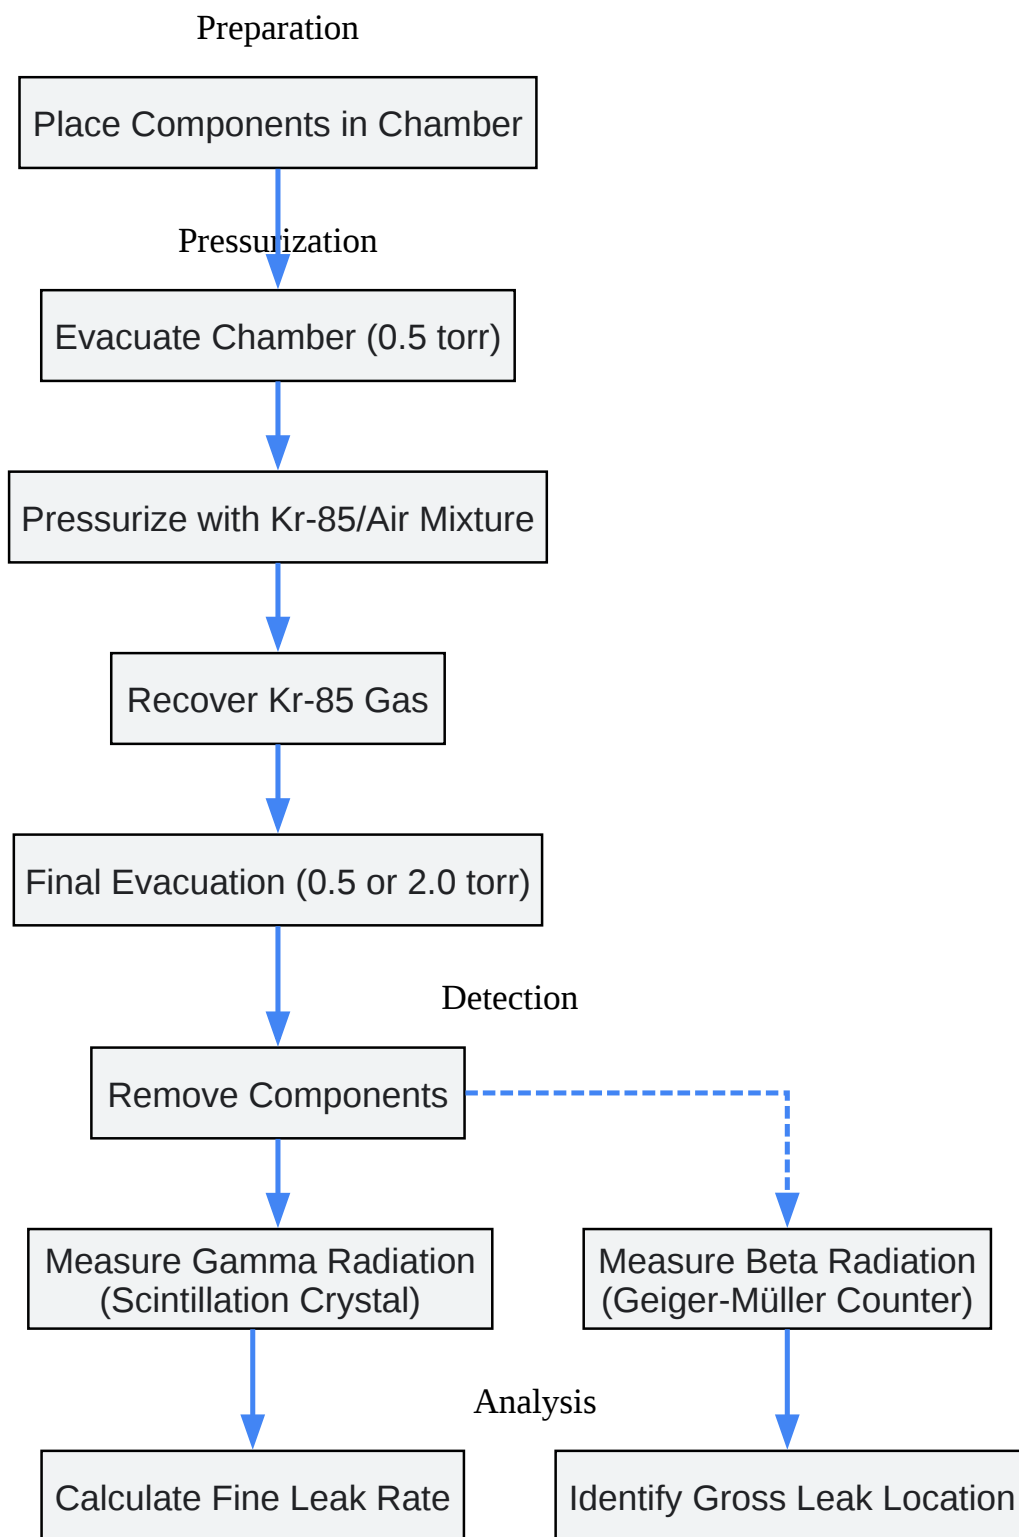 Preparation
Place Components in Chamber
Pressurization
Evacuate Chamber (0.5 torr)
Pressurize with Kr-85/Air Mixture
Recover Kr-85 Gas
Final Evacuation (0.5 or 2.0 torr)
Detection
Remove Components
Measure Gamma Radiation
(Scintillation Crystal)
Measure Beta Radiation
(Geiger-Müller Counter)
Analysis
Calculate Fine Leak Rate
Identify Gross Leak Location